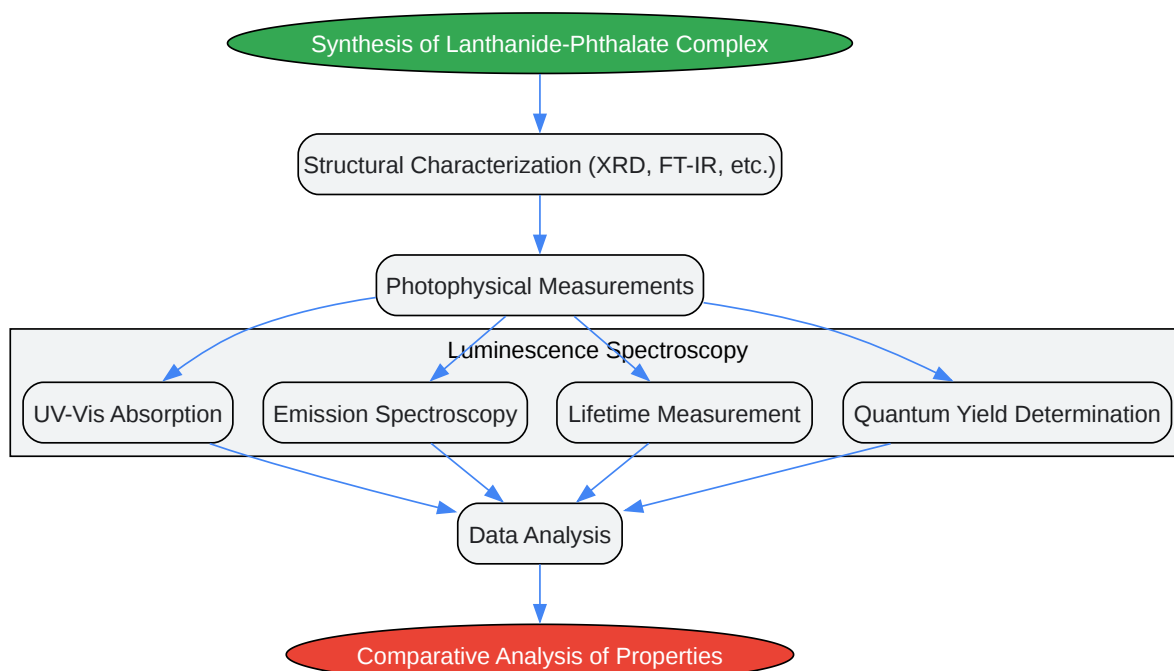 Synthesis of Lanthanide-Phthalate Complex
Structural Characterization (XRD, FT-IR, etc.)
Photophysical Measurements
Luminescence Spectroscopy
UV-Vis Absorption
Emission Spectroscopy
Lifetime Measurement
Quantum Yield Determination
Data Analysis
Comparative Analysis of Properties